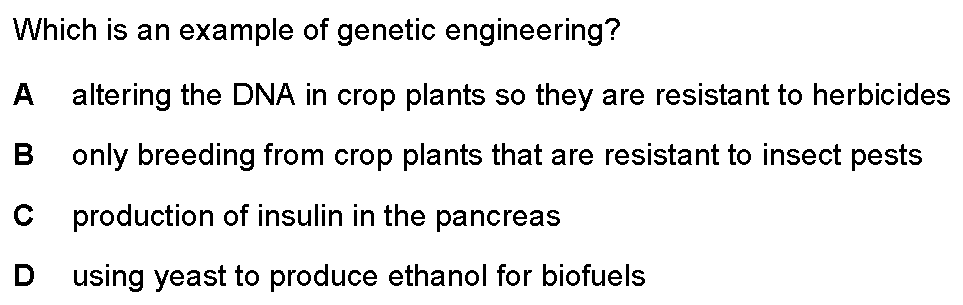 Which is an example of genetic engineering?
A altering the DNA in crop plants so they are resistant to herbicides
B only breeding from crop plants that are resistant to insect pests
C production of insulin in the pancreas
D using yeast to produce ethanol for biofuels